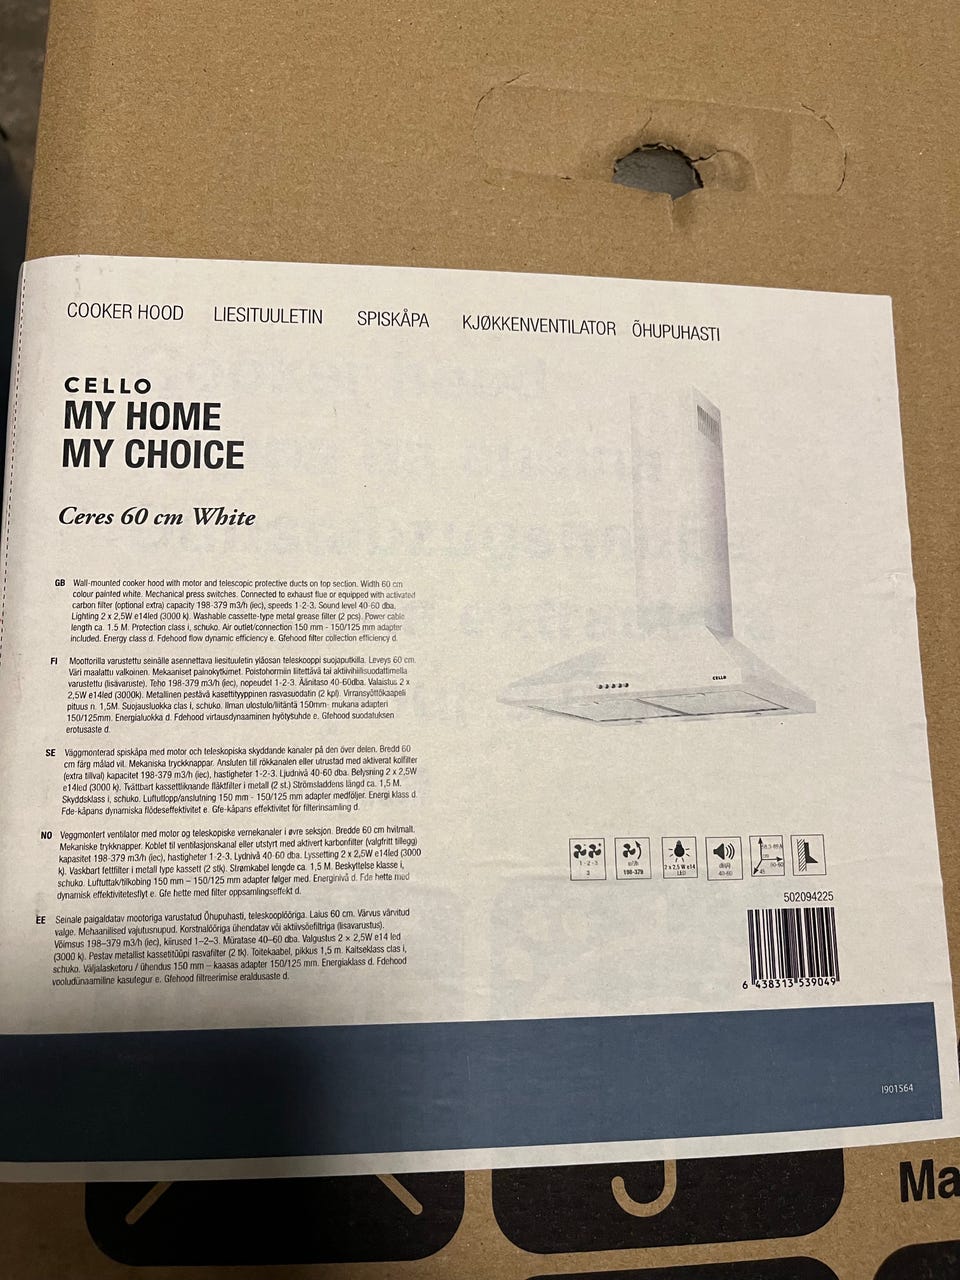 COOKER HOOD LIESITUULETIN SPISKÅPA KJØKKENVENTILATOR ÕHUPUHASTI
CELLO
MY HOME
MY CHOICE
Ceres 60 cm White
GB Wall-mounted cooker hood with motor and telescopic protective ducts on top section. Width 60 cm
colour painted white. Mechanical press switches. Connected to exhaust flue or equipped with activated
carbon filter (optional extra) capacity 198-379 m3/h (iec), speeds 1-2-3. Sound level 40-60 dba.
Lighting 2 x 2,5W e14led (3000 k). Washable cassette-type metal grease filter (2 pcs). Power cable
length ca. 1.5 M. Protection class i, schuko. Air outlet/connection 150 mm - 150/125 mm adapter
included. Energy class d. Fdehood flow dynamic efficiency e. Gfehood filter collection efficiency d.
FI Moottorilla varustettu seinälle asennettava liesituuletin yläosan teleskooppi suojaputkilla. Leveys 60 cm.
Väri maalattu valkoinen. Mekaaniset painokytkimet. Poistohormiin liitettävä tai aktiivihiilisuodattimella
varustettu (lisävaruste). Teho 198-379 m3/h (iec), nopeudet 1-2-3. Äänitaso 40-60dba. Valaistus 2 x
2,5W e14led (3000k). Metallinen pestävä kasettityyppinen rasvasuodatin (2 kpl). Virransyöttökaapeli
pituus n. 1,5M. Suojausluokka clas i, schuko. Ilman ulostulo/liitäntä 150mm- mukana adapteri
150/125mm. Energialuokka d. Fdehood virtausdynaaminen hyötysuhde e. Gfehood suodatuksen
erotusaste d.
SE Väggmonterad spiskåpa med motor och teleskopiska skyddande kanaler på den över delen. Bredd 60
cm färg målad vit. Mekaniska tryckknappar. Ansluten till rökkanalen eller utrustad med aktiverat kolfilter
(extra tillval) kapacitet 198-379 m3/h (iec), hastigheter 1-2-3. Ljudnivå 40-60 dba. Belysning 2 x 2,5W
e14led (3000 k). Tvättbart kassettliknande fläktfilter i metall (2 st.) Strömsladdens längd ca. 1,5 M.
Skyddsklass i, schuko. Luftutlopp/anslutning 150 mm - 150/125 mm adapter medföljer. Energi klass d.
Fde-kåpans dynamiska flödeseffektivitet e. Gfe-kåpans effektivitet för filterinsamling d.
NO Veggmontert ventilator med motor og teleskopiske vernekanaler i øvre seksjon. Bredde 60 cm hvitmalt.
Mekaniske trykknapper. Koblet til ventilasjonskanal eller utstyrt med aktivert karbonfilter (valgfritt tillegg)
kapasitet 198-379 m3/h (iec), hastigheter 1-2-3. Lydnivå 40-60 dba. Lyssetting 2 x 2,5W e14led (3000
k). Vaskbart fettfilter i metall type kassett (2 stk). Strømkabel lengde ca. 1,5 M. Beskyttelse klasse i,
schuko. Luftuttak/tilkobing 150 mm – 150/125 mm adapter følger med. Energinivå d. Fde hette med
dynamisk effektivitetesflyt e. Gfe hette med filter oppsamlingseffekt d.
EE Seinale paigaldatav mootoriga varustatud Õhupuhasti, teleskooplõõriga. Laius 60 cm. Värvus värvitud
valge. Mehaanilised vajutusnupud. Korstnalõõriga ühendatav või aktiivsöefiltriga (lisavarustus).
Võimsus 198–379 m3/h (iec), kiirused 1–2–3. Müratase 40–60 dba. Valgustus 2 × 2,5W e14 led
(3000 k). Pestav metallist kassetitüüpi rasvafilter (2 tk). Toitekaabel, pikkus 1,5 m. Kaitseklass clas i,
schuko. Väljalasketoru / ühendus 150 mm – kaasas adapter 150/125 mm. Energiaklass d. Fdehood
vooludünaamiline kasutegur e. Gfehood filtreerimise eraldusaste d.
CELLO
1 - 2 - 3
3
m³/h
198-379
2 x 2,5 W e14
LED
db(A)
40-60
cm
45
502094225
6 438313 539049
I901564
Ma